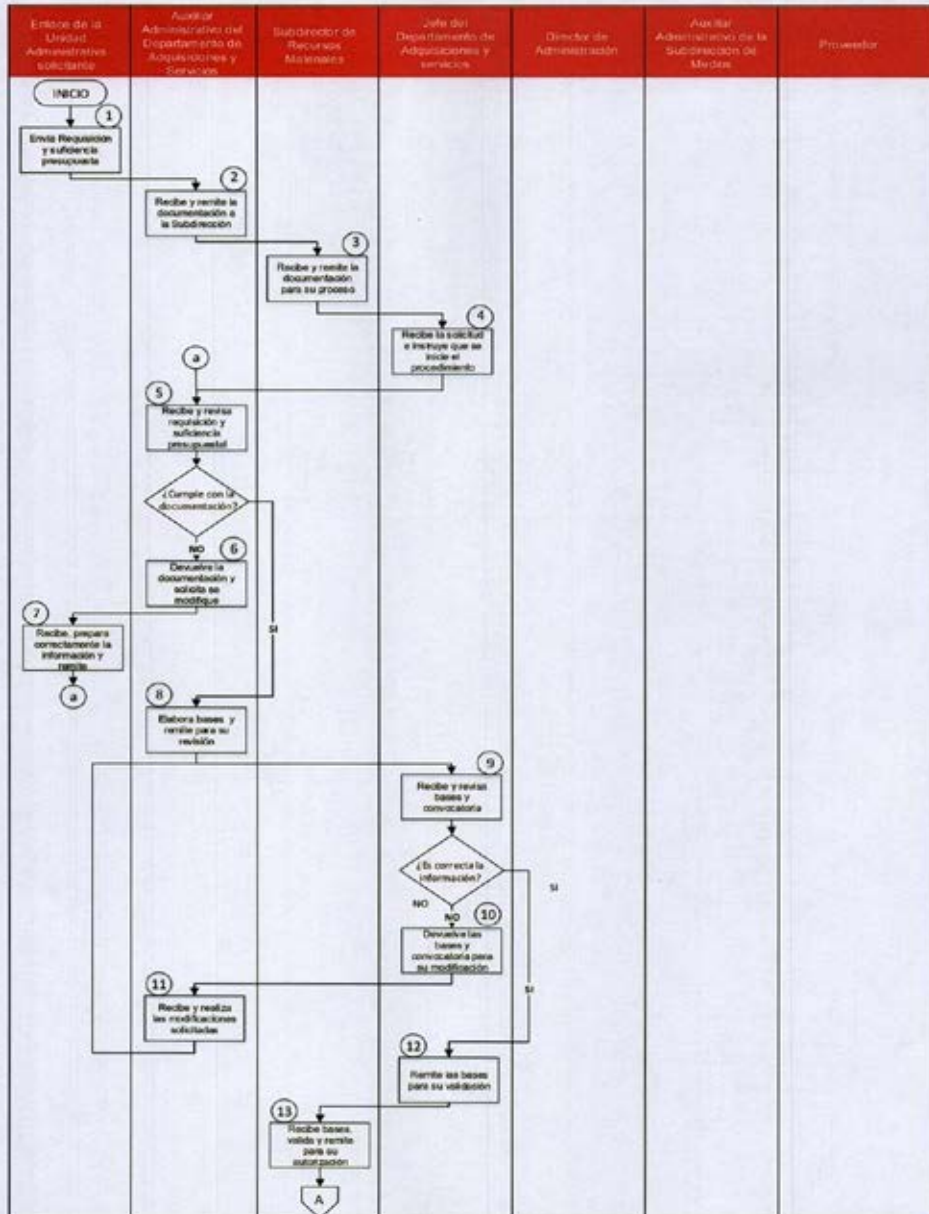 Enlace de la
Unidad
Administrativa
solicitante
Auxiliar
Administrativo del
Departamento de
Adquisiciones y
Servicios
Subdirector de
Recursos
Materiales
Jefe del
Departamento de
Adquisiciones y
servicios
Director de
Administración
Auxiliar
Administrativo de la
Subdirección de
Medios
Proveedor
INICIO
1
Envía Requisición
y suficiencia
presupuesta
2
Recibe y remite la
documentación a
la Subdirección
3
Recibe y remite la
documentación
para su proceso
4
Recibe la solicitud
e instruye que se
inicie el
procedimiento
a
5
Recibe y revisa
requisición y
suficiencia
presupuestal
¿Cumple con la
documentación?
NO
SI
6
Devuelve la
documentación y
solicita se
modifique
7
Recibe, prepara
correctamente la
información y
remite
a
8
Elabora bases y
remite para su
revisión
9
Recibe y revisa
bases y
convocatoria
¿Es correcta la
información?
SI
NO
NO
10
Devuelve las
bases y
convocatoria para
su modificación
SI
11
Recibe y realiza
las modificaciones
solicitadas
12
Remite las bases
para su validación
13
Recibe bases,
valida y remite
para su
autorización
A